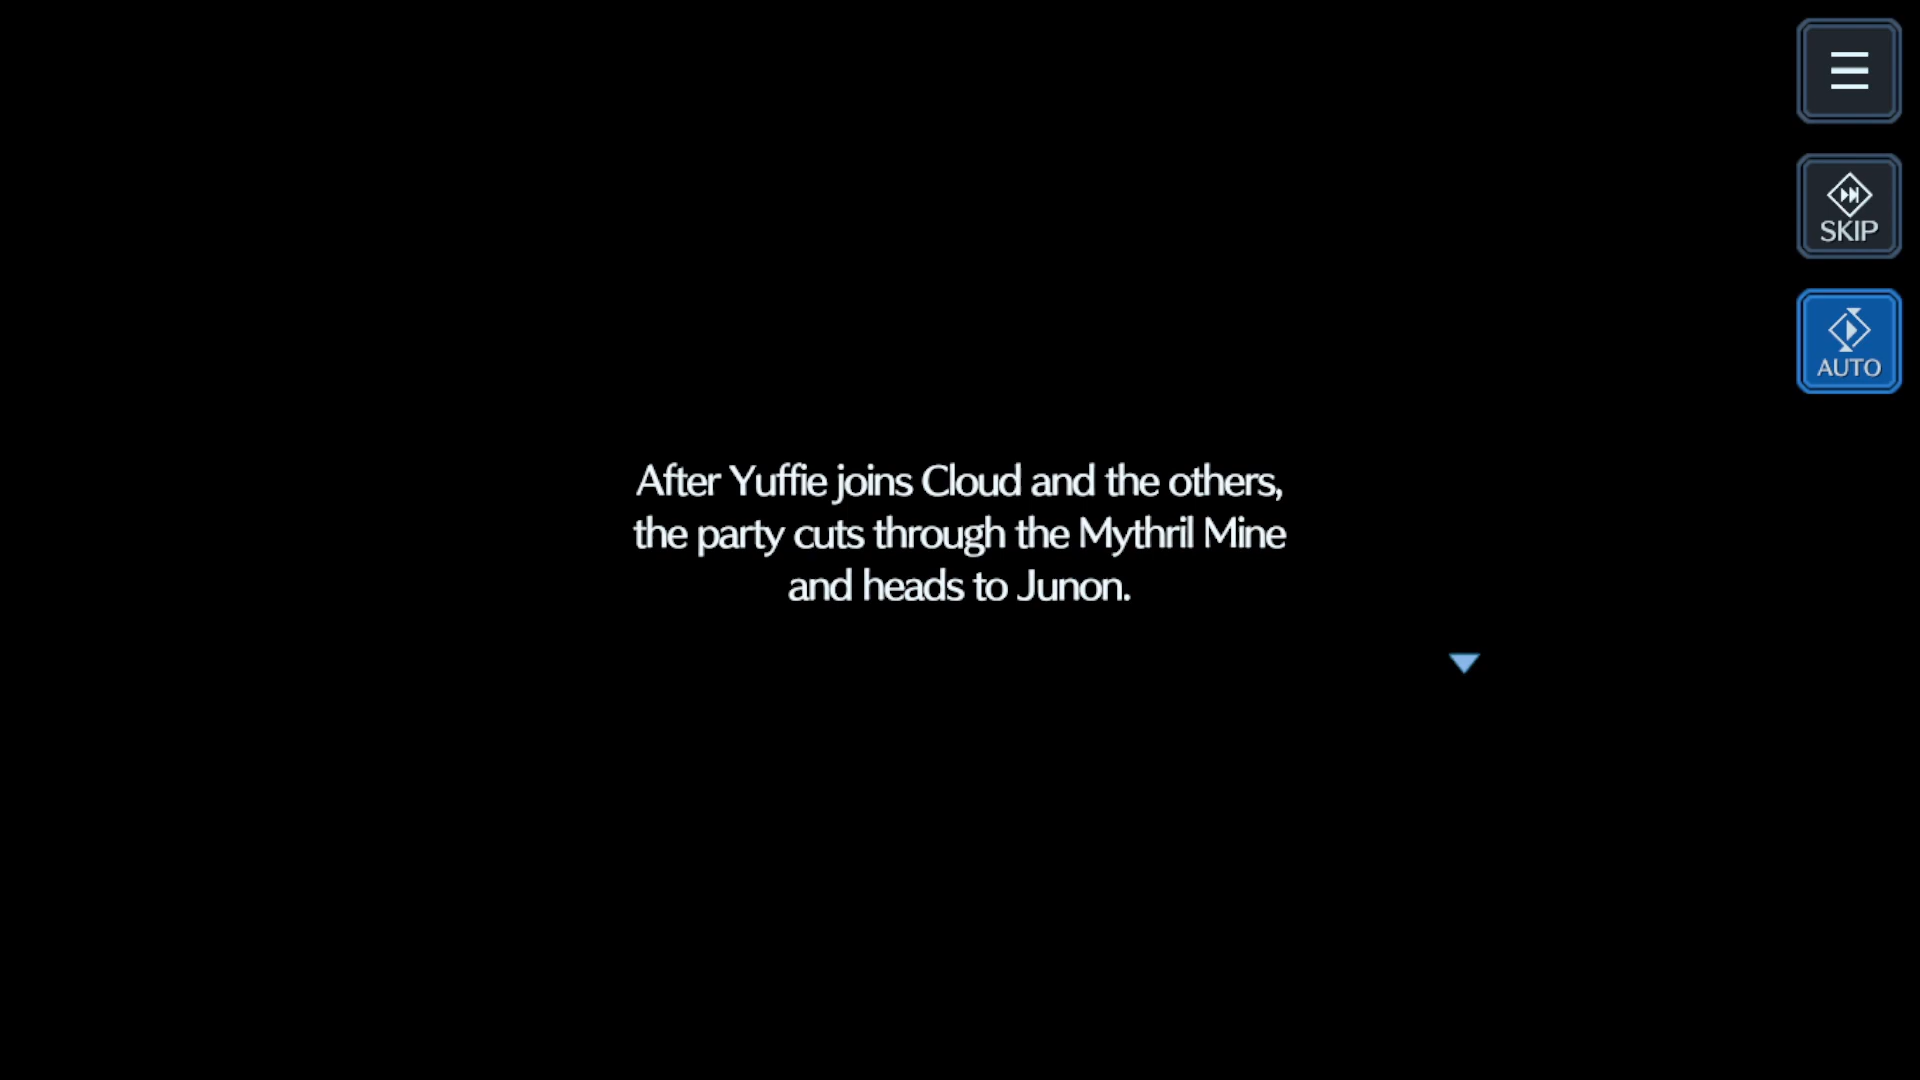 SKIP
AUTO
After Yuffie joins Cloud and the others,
the party cuts through the Mythril Mine
and heads to Junon.